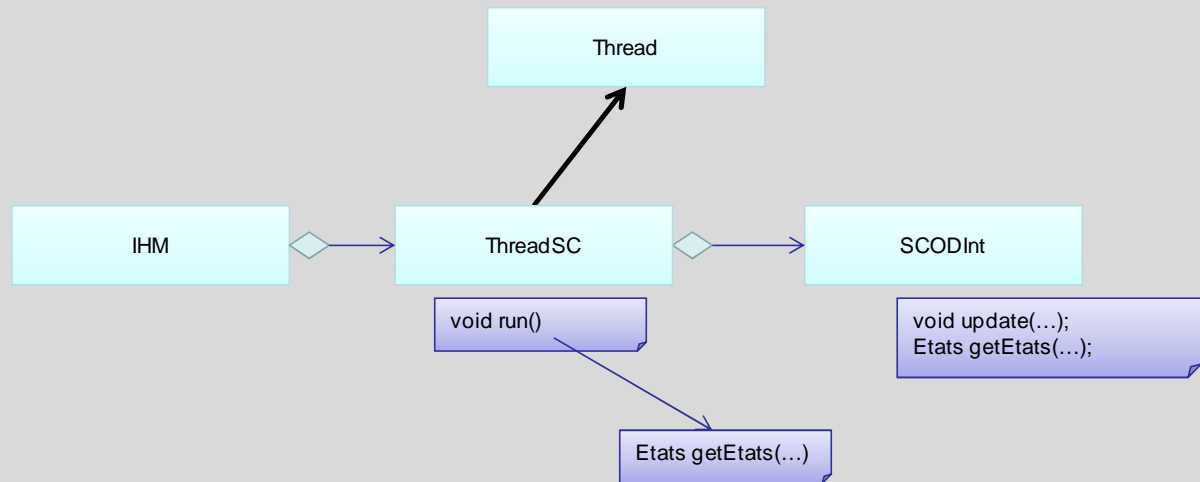 Thread
IHM
ThreadSC
SCODInt
void run()
void update(…);
Etats getEtats(…);
Etats getEtats(…)